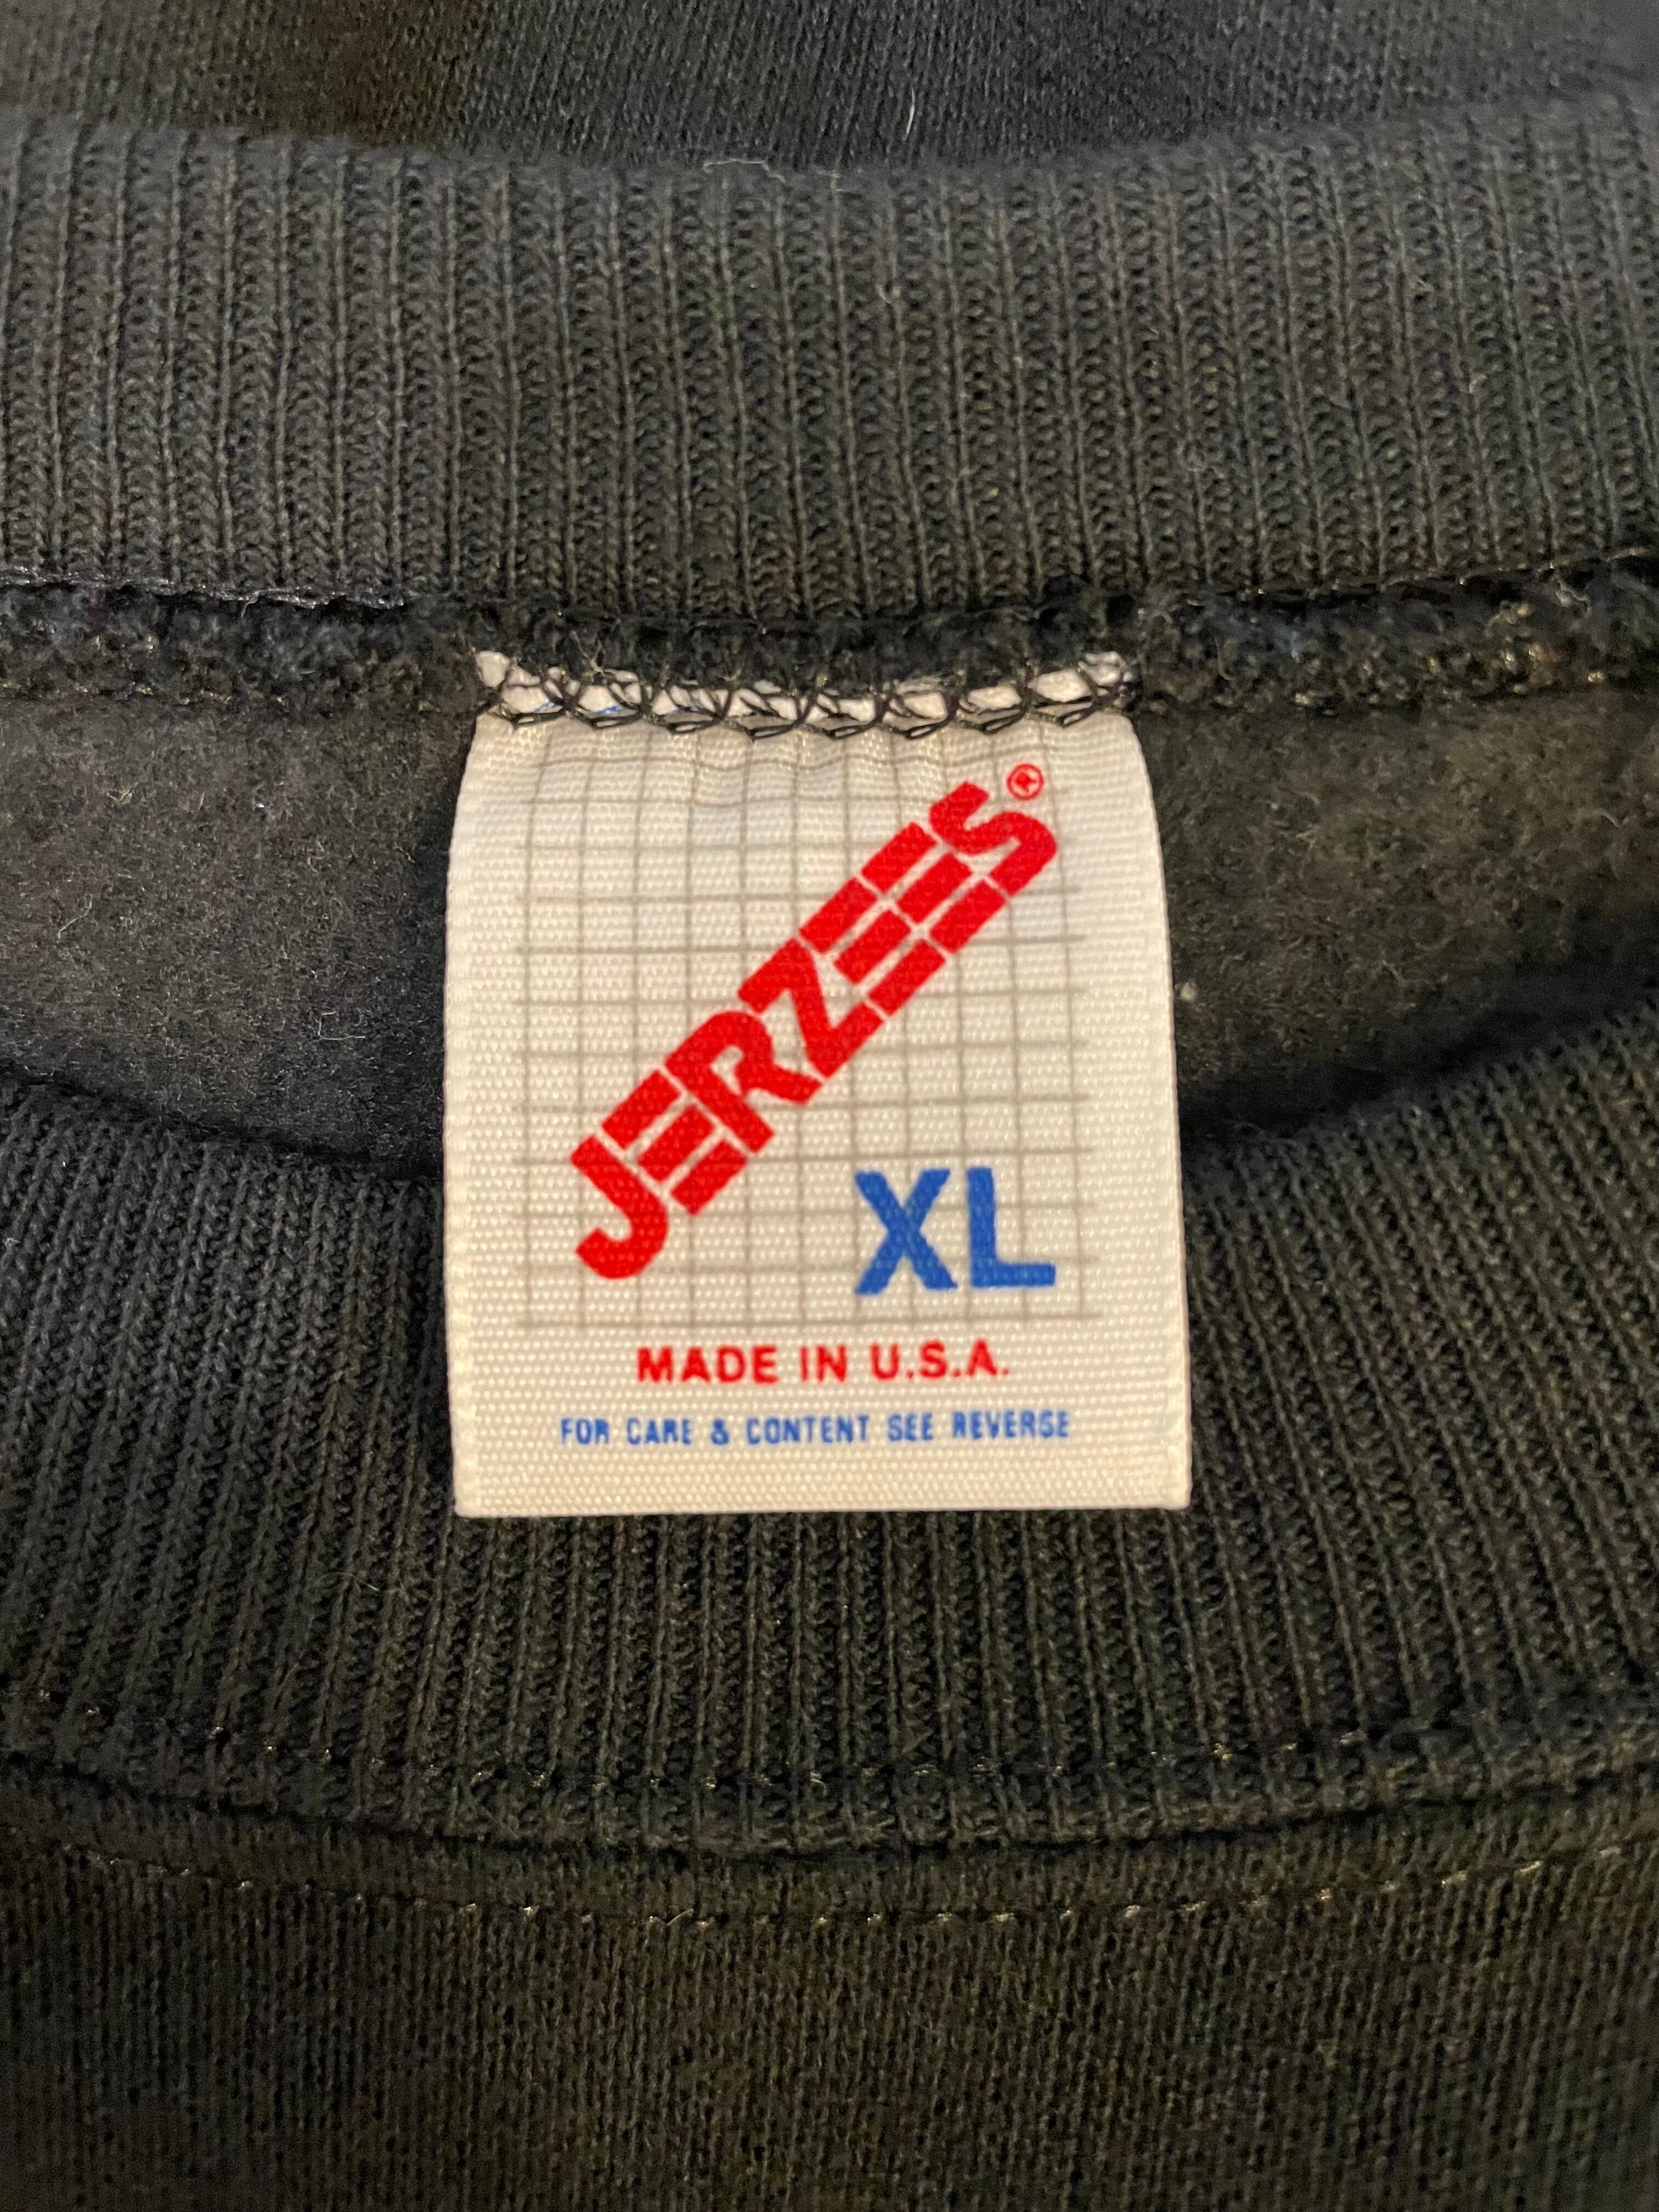 JERZEES®
XL
MADE IN U.S.A.
FOR CARE & CONTENT SEE REVERSE